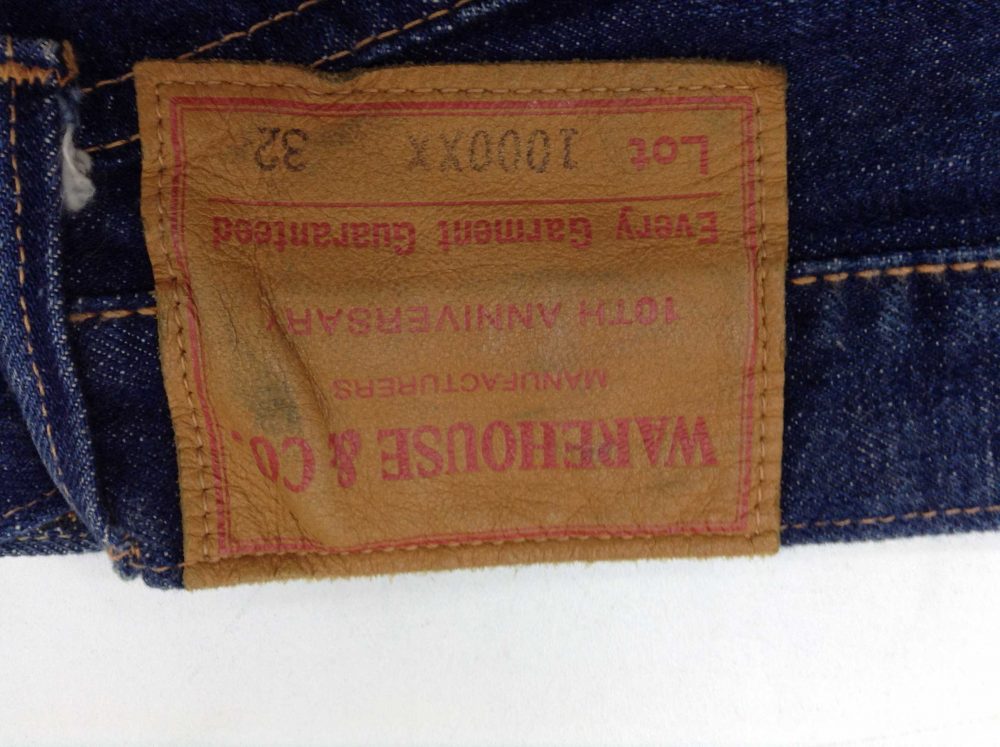 WAREHOUSE & CO.
MANUFACTURERS
10TH ANNIVERSARY
Every Garment Guaranteed
Lot 1000XX 32